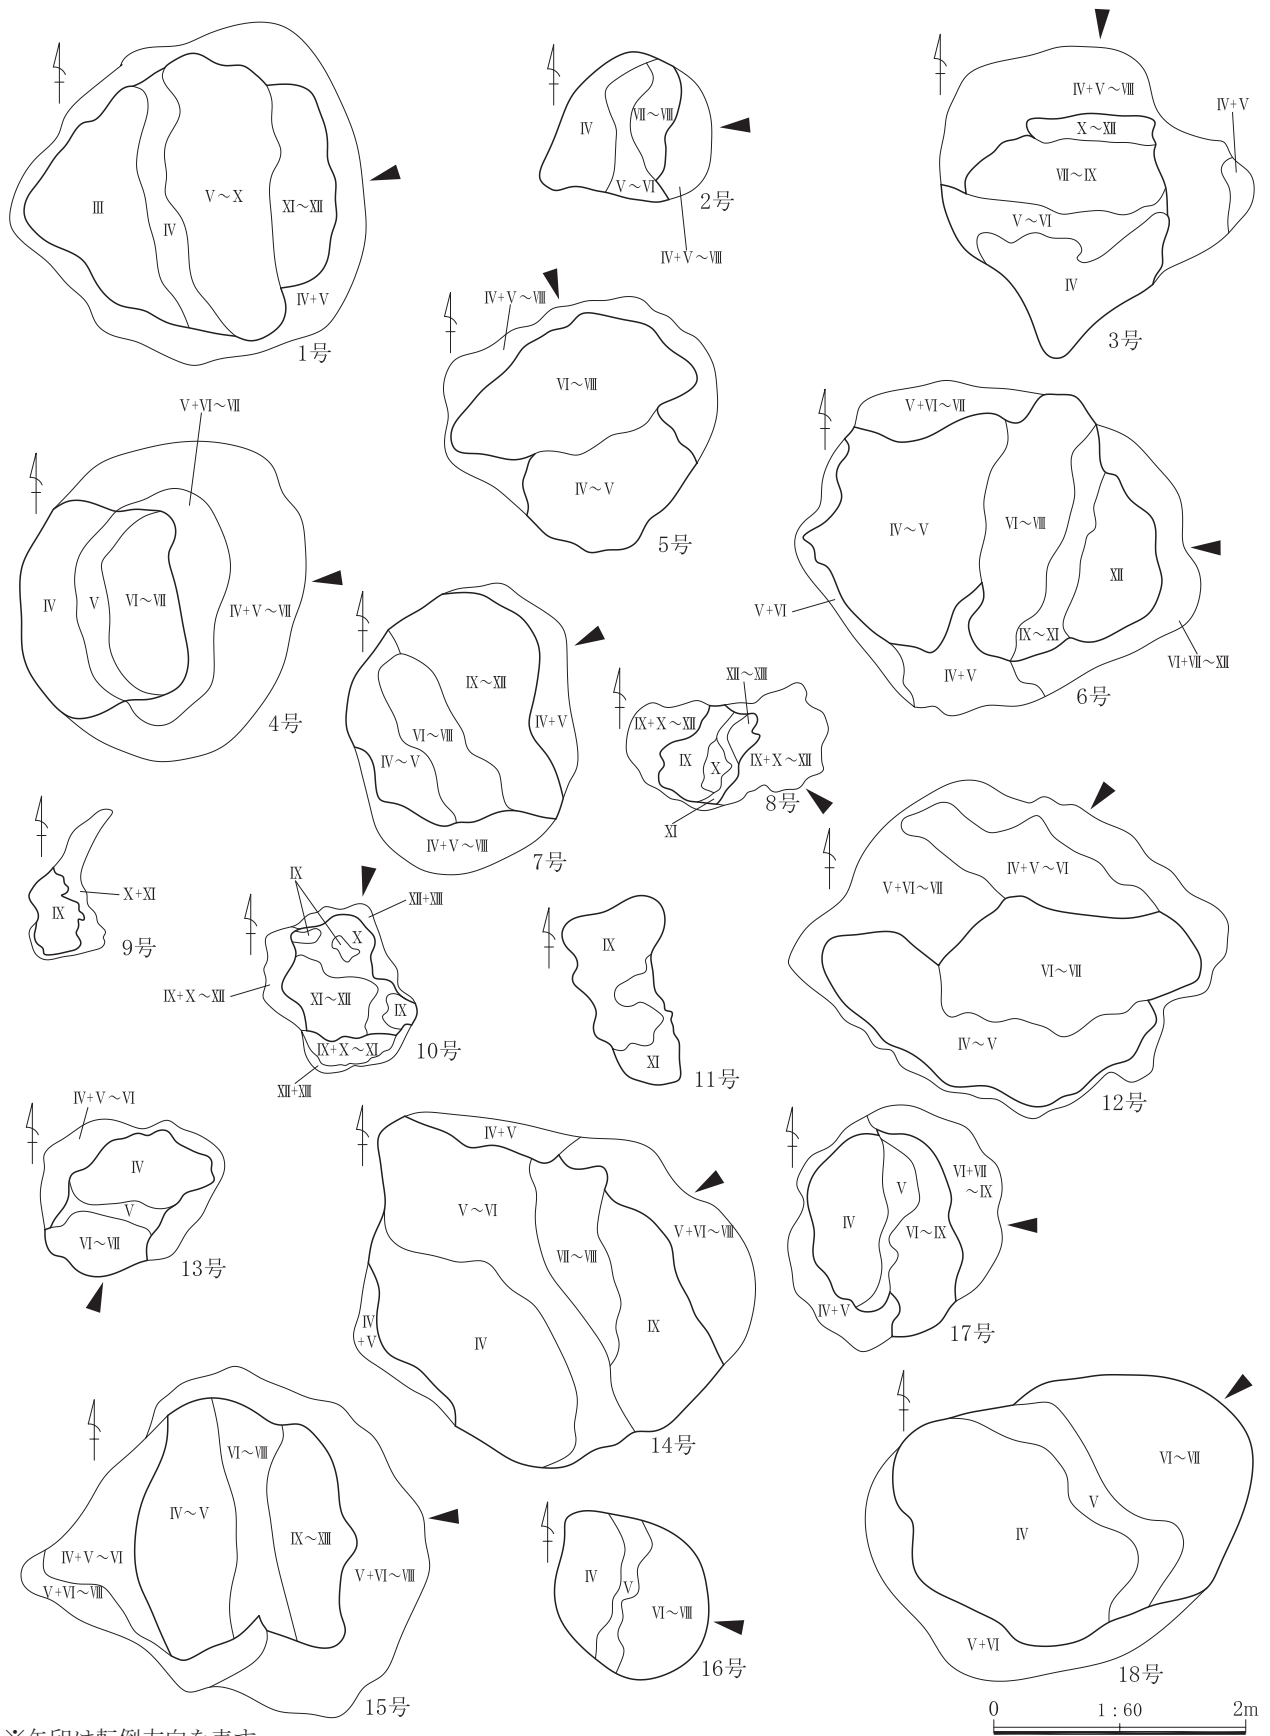 III
IV
V～X
XI～XII
IV+V
1号
IV
VII～VIII
V～VI
IV+V～VIII
2号
IV+V～VIII
IV+V
X～XII
VII～IX
V～VI
IV
3号
V+VI～VII
IV
V
VI～VII
IV+V～VII
4号
IV+V～VIII
VI～VIII
IV～V
5号
V+VI～VII
IV～V
VI～VIII
XII
V+VI
IX～XI
IV+V
VI+VII～XII
6号
IX～XII
VI～VIII
IV～V
IV+V
IV+V～VIII
7号
XII～XIII
IX+X～XII
IX
X
IX+X～XII
XI
8号
X+XI
IX
9号
IX
XII+XIII
X
IX+X～XII
XI～XII
IX
IX+X～XI
XII+XIII
10号
IX
XI
11号
IV+V～VI
V+VI～VII
VI～VII
IV～V
12号
IV+V～VI
IV
V
VI～VII
13号
IV+V
V～VI
VII～VIII
V+VI～VIII
IV
+V
IV
IX
14号
VI～VIII
IV～V
IX～XIII
IV+V～VI
V+VI～VIII
V+VI～VIII
15号
IV
V
VI～VIII
16号
VI+VII
～IX
V
IV
VI～IX
IV+V
17号
VI～VII
V
IV
V+VI
18号
0
1：60
2m